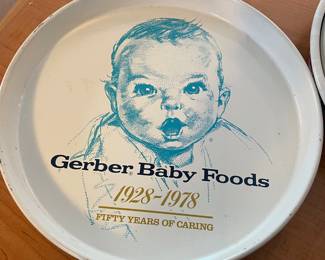 Gerber® Baby Foods
1928-1978
FIFTY YEARS OF CARING